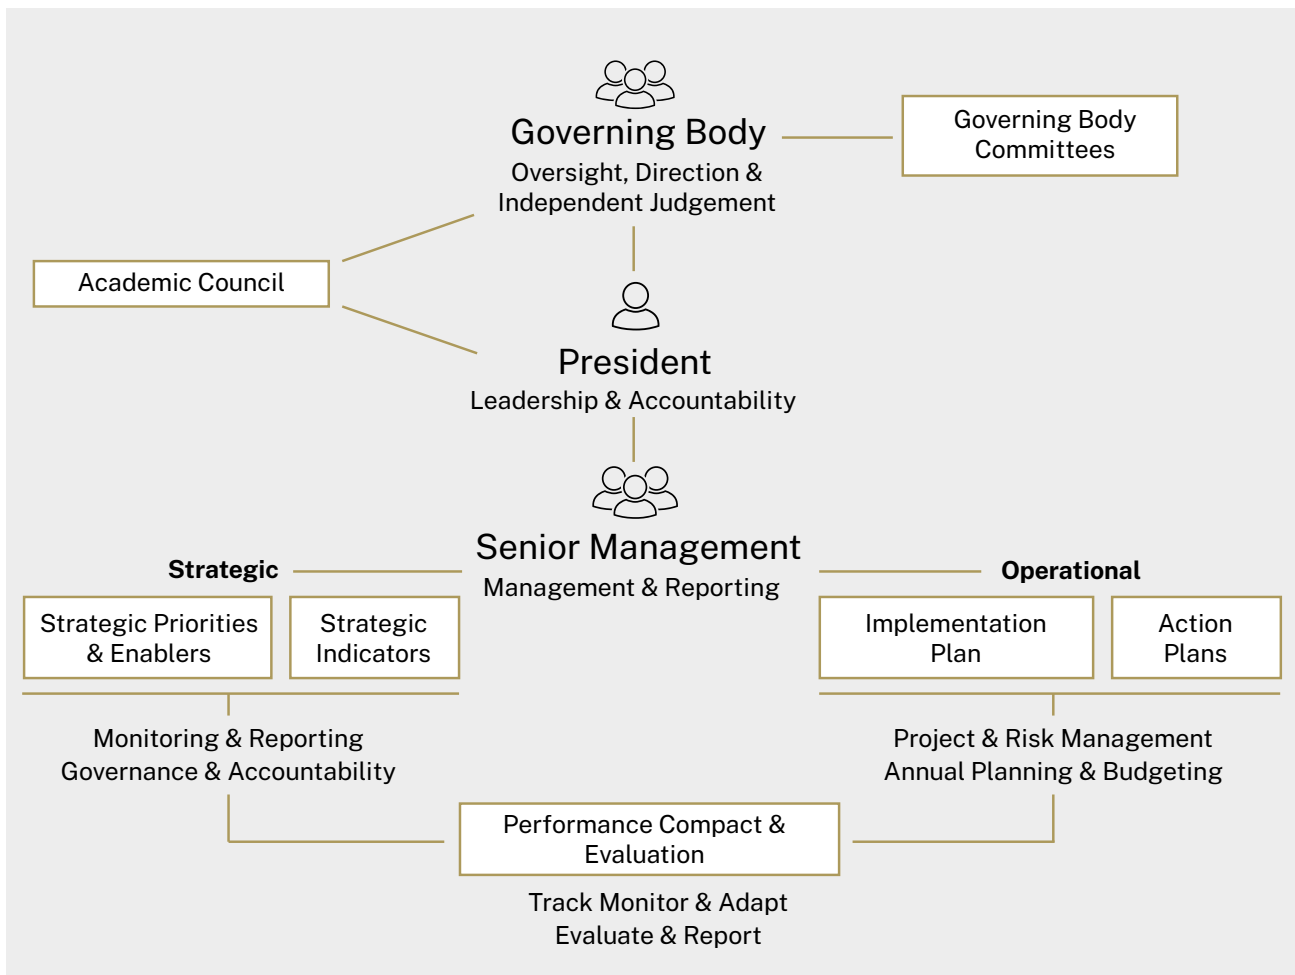 Governing Body
Oversight, Direction &
Independent Judgement
Governing Body
Committees
Academic Council
President
Leadership & Accountability
Senior Management
Management & Reporting
Strategic
Strategic Priorities
& Enablers
Strategic
Indicators
Monitoring & Reporting
Governance & Accountability
Operational
Implementation
Plan
Action
Plans
Project & Risk Management
Annual Planning & Budgeting
Performance Compact &
Evaluation
Track Monitor & Adapt
Evaluate & Report